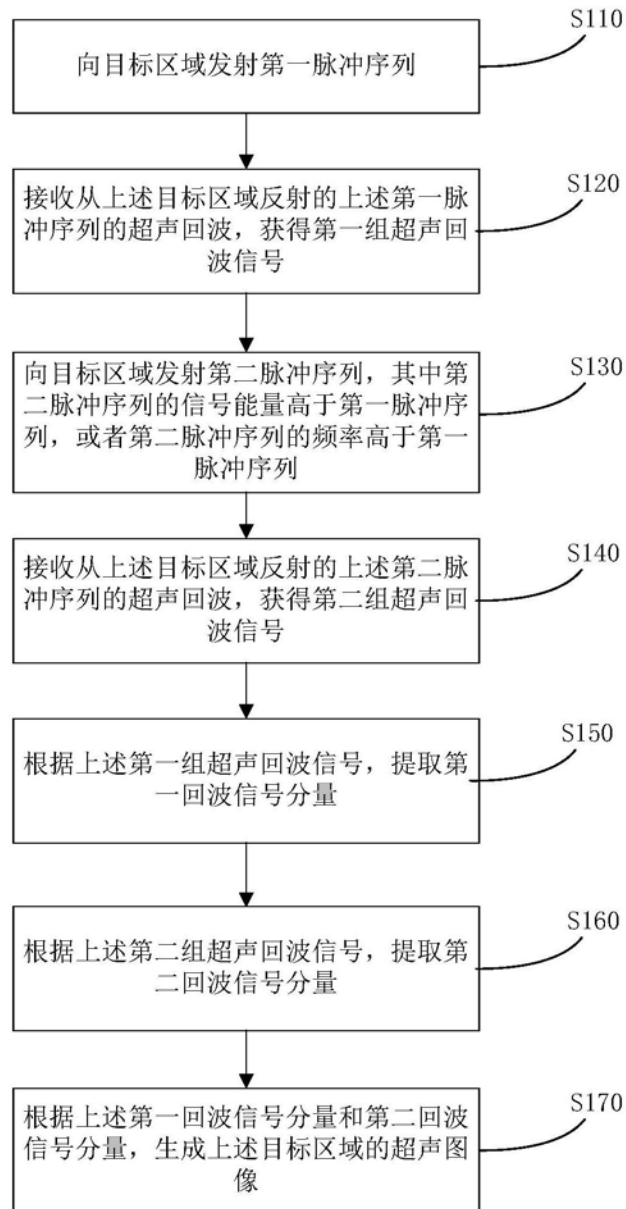 S110
向目标区域发射第一脉冲序列
S120
接收从上述目标区域反射的上述第一脉
冲序列的超声回波，获得第一组超声回
波信号
S130
向目标区域发射第二脉冲序列，其中第
二脉冲序列的信号能量高于第一脉冲序
列，或者第二脉冲序列的频率高于第一
脉冲序列
S140
接收从上述目标区域反射的上述第二脉
冲序列的超声回波，获得第二组超声回
波信号
S150
根据上述第一组超声回波信号，提取第
一回波信号分量
S160
根据上述第二组超声回波信号，提取第
二回波信号分量
S170
根据上述第一回波信号分量和第二回波
信号分量，生成上述目标区域的超声图
像